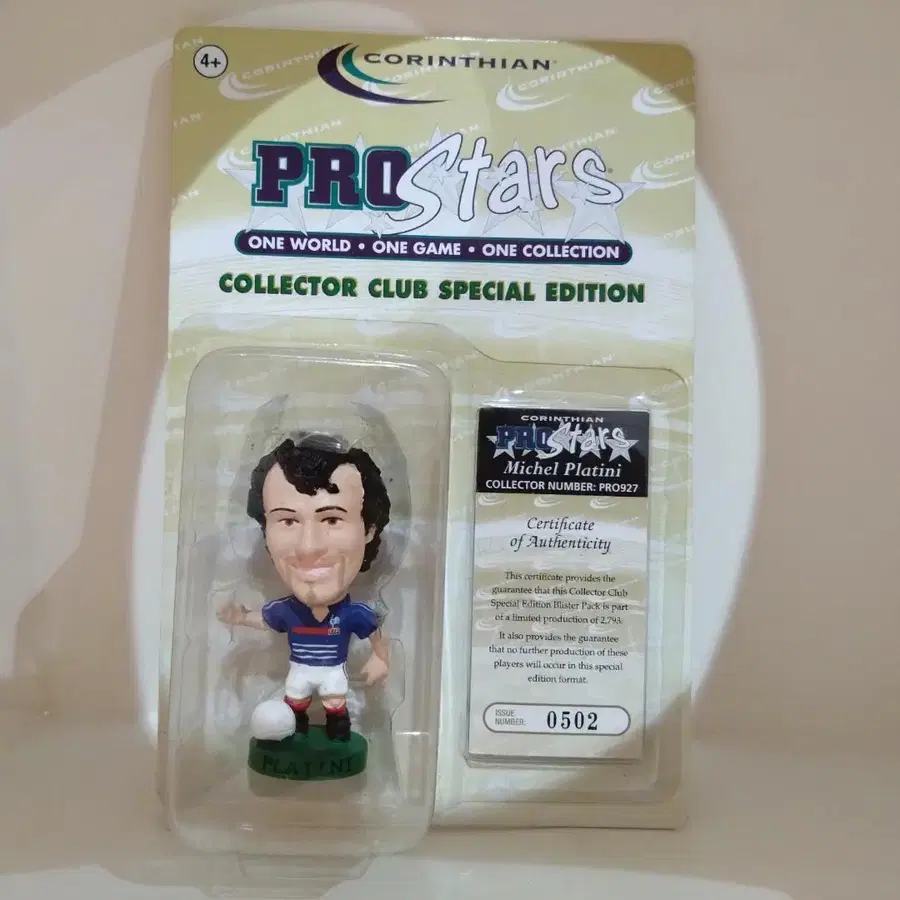 4+
CORINTHIAN
PROStars
ONE WORLD • ONE GAME • ONE COLLECTION
COLLECTOR CLUB SPECIAL EDITION
CORINTHIAN
PROStars
Michel Platini
COLLECTOR NUMBER: PRO927
Certificate
of Authenticity
This certificate provides the
guarantee that this Collector Club
Special Edition Blister Pack is part
of a limited production of 2,793.
It also provides the guarantee
that no further production of these
players will occur in this special
edition format.
ISSUE
NUMBER: 0502
PLATINI